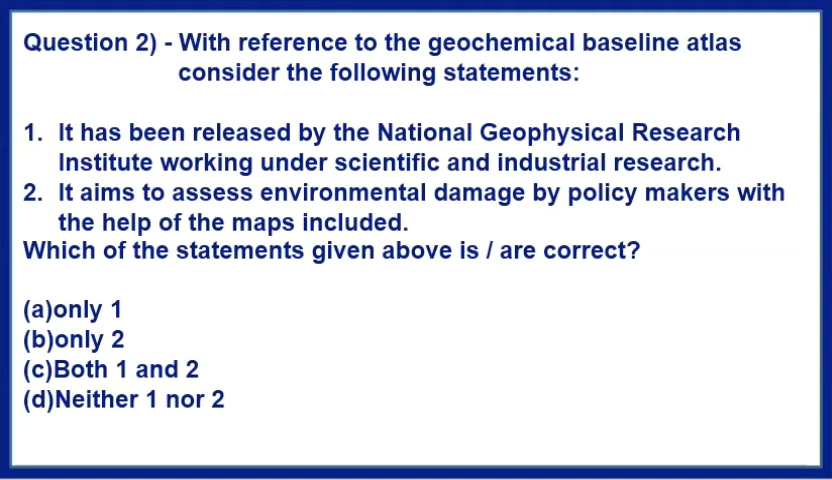 Question 2) - With reference to the geochemical baseline atlas
consider the following statements:
1. It has been released by the National Geophysical Research
Institute working under scientific and industrial research.
2. It aims to assess environmental damage by policy makers with
the help of the maps included.
Which of the statements given above is / are correct?
(a)only 1
(b)only 2
(c)Both 1 and 2
(d)Neither 1 nor 2